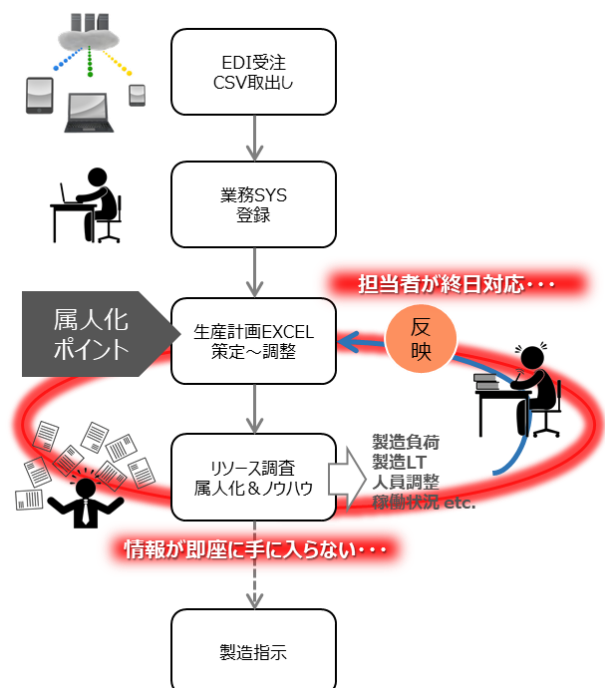 EDI受注
CSV取出し
業務SYS
登録
担当者が終日対応･･･
属人化
ポイント
生産計画EXCEL
策定～調整
反
映
リソース調査
属人化＆ノウハウ
製造負荷
製造LT
人員調整
稼働状況 etc.
情報が即座に手に入らない･･･
製造指示